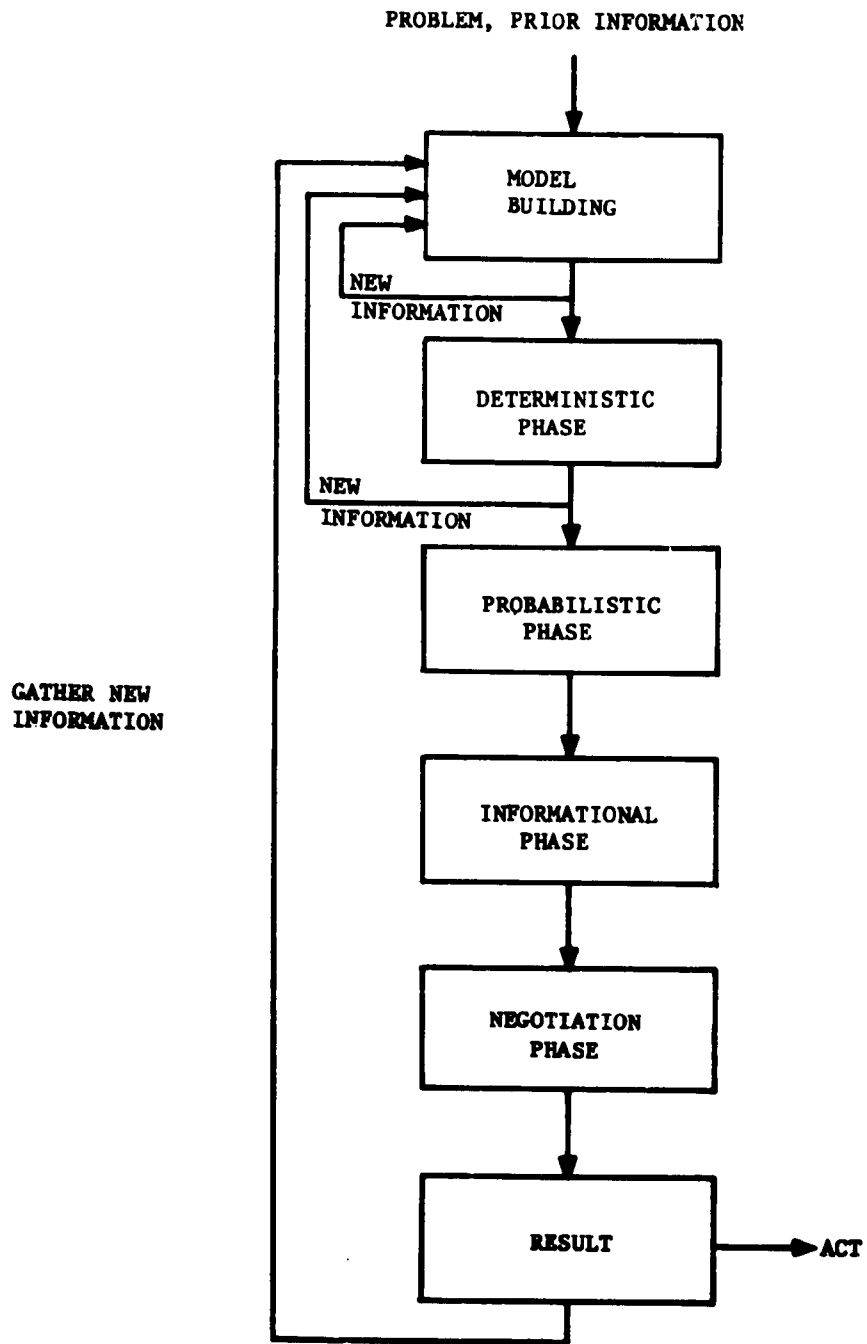 PROBLEM, PRIOR INFORMATION
MODEL
BUILDING
NEW
INFORMATION
DETERMINISTIC
PHASE
NEW
INFORMATION
PROBABILISTIC
PHASE
GATHER NEW
INFORMATION
INFORMATIONAL
PHASE
NEGOTIATION
PHASE
RESULT
ACT